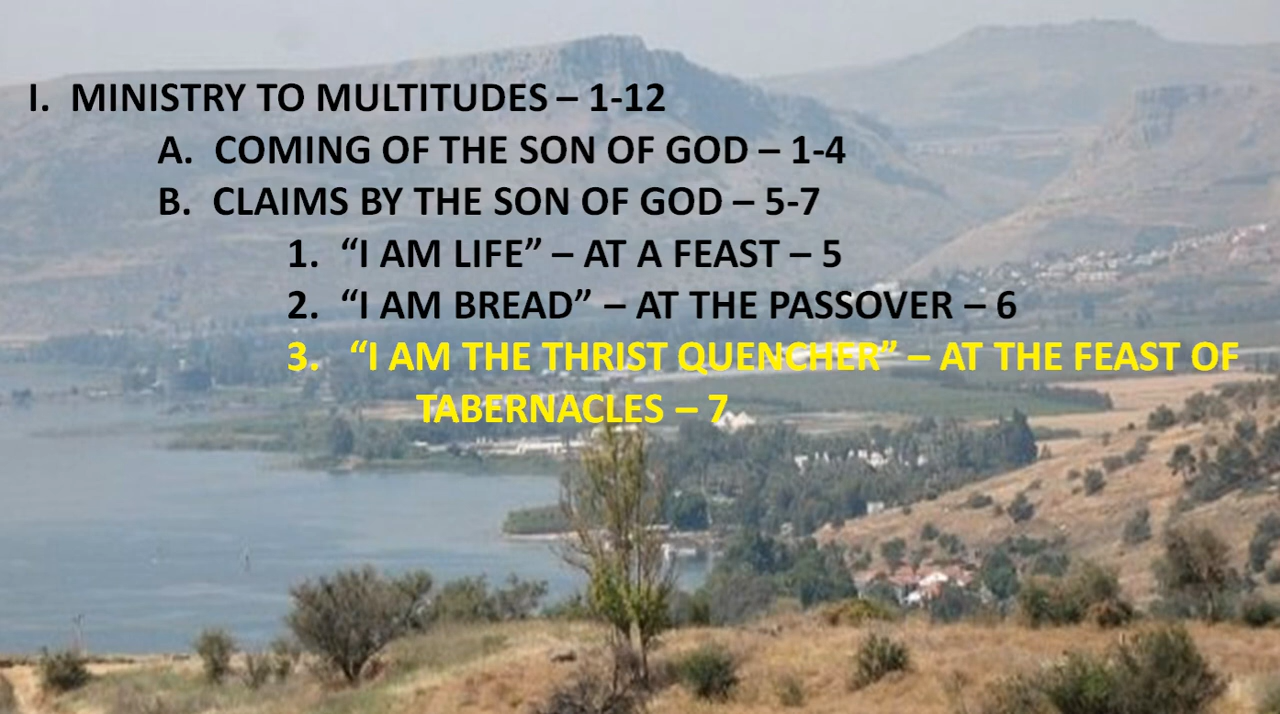 I. MINISTRY TO MULTITUDES – 1-12
A. COMING OF THE SON OF GOD – 1-4
B. CLAIMS BY THE SON OF GOD – 5-7
1. “I AM LIFE” – AT A FEAST – 5
2. “I AM BREAD” – AT THE PASSOVER – 6
3. “I AM THE THRIST QUENCHER” – AT THE FEAST OF
TABERNACLES – 7